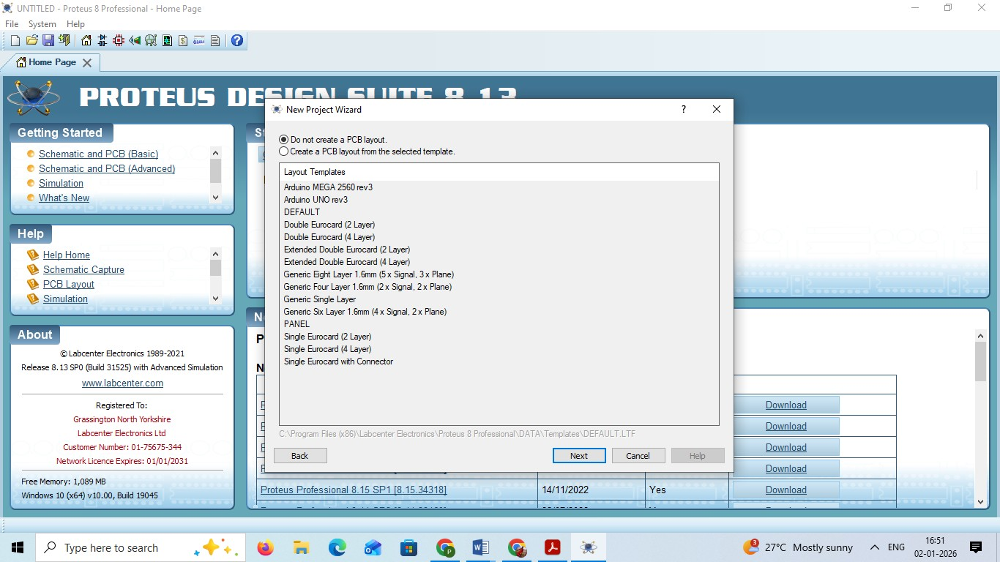 UNTITLED - Proteus 8 Professional - Home Page
File System Help
Home Page
PROTEUS DESIGN SUITE 8.13
Getting Started
Schematic and PCB (Basic)
Schematic and PCB (Advanced)
Simulation
What's New
Help
Help Home
Schematic Capture
PCB Layout
Simulation
About
© Labcenter Electronics 1989-2021
Release 8.13 SP0 (Build 31525) with Advanced Simulation
www.labcenter.com
Registered To:
Grassington North Yorkshire
Labcenter Electronics Ltd
Customer Number: 01-75675-344
Network Licence Expires: 01/01/2031
Free Memory: 1,089 MB
Windows 10 (x64) v10.00, Build 19045
New Project Wizard
?
Do not create a PCB layout.
Create a PCB layout from the selected template.
Layout Templates
Arduino MEGA 2560 rev3
Arduino UNO rev3
DEFAULT
Double Eurocard (2 Layer)
Double Eurocard (4 Layer)
Extended Double Eurocard (2 Layer)
Extended Double Eurocard (4 Layer)
Generic Eight Layer 1.6mm (5 x Signal, 3 x Plane)
Generic Four Layer 1.6mm (2 x Signal, 2 x Plane)
Generic Single Layer
Generic Six Layer 1.6mm (4 x Signal, 2 x Plane)
PANEL
Single Eurocard (2 Layer)
Single Eurocard (4 Layer)
Single Eurocard with Connector
C:\Program Files (x86)\Labcenter Electronics\Proteus 8 Professional\DATA\Templates\DEFAULT.LTF
Back Next Cancel Help
Download
Download
Download
Download
Proteus Professional 8.15 SP1 [8.15.34318] 14/11/2022 Yes Download
Type here to search
3 27°C Mostly sunny ENG 16:51
02-01-2026